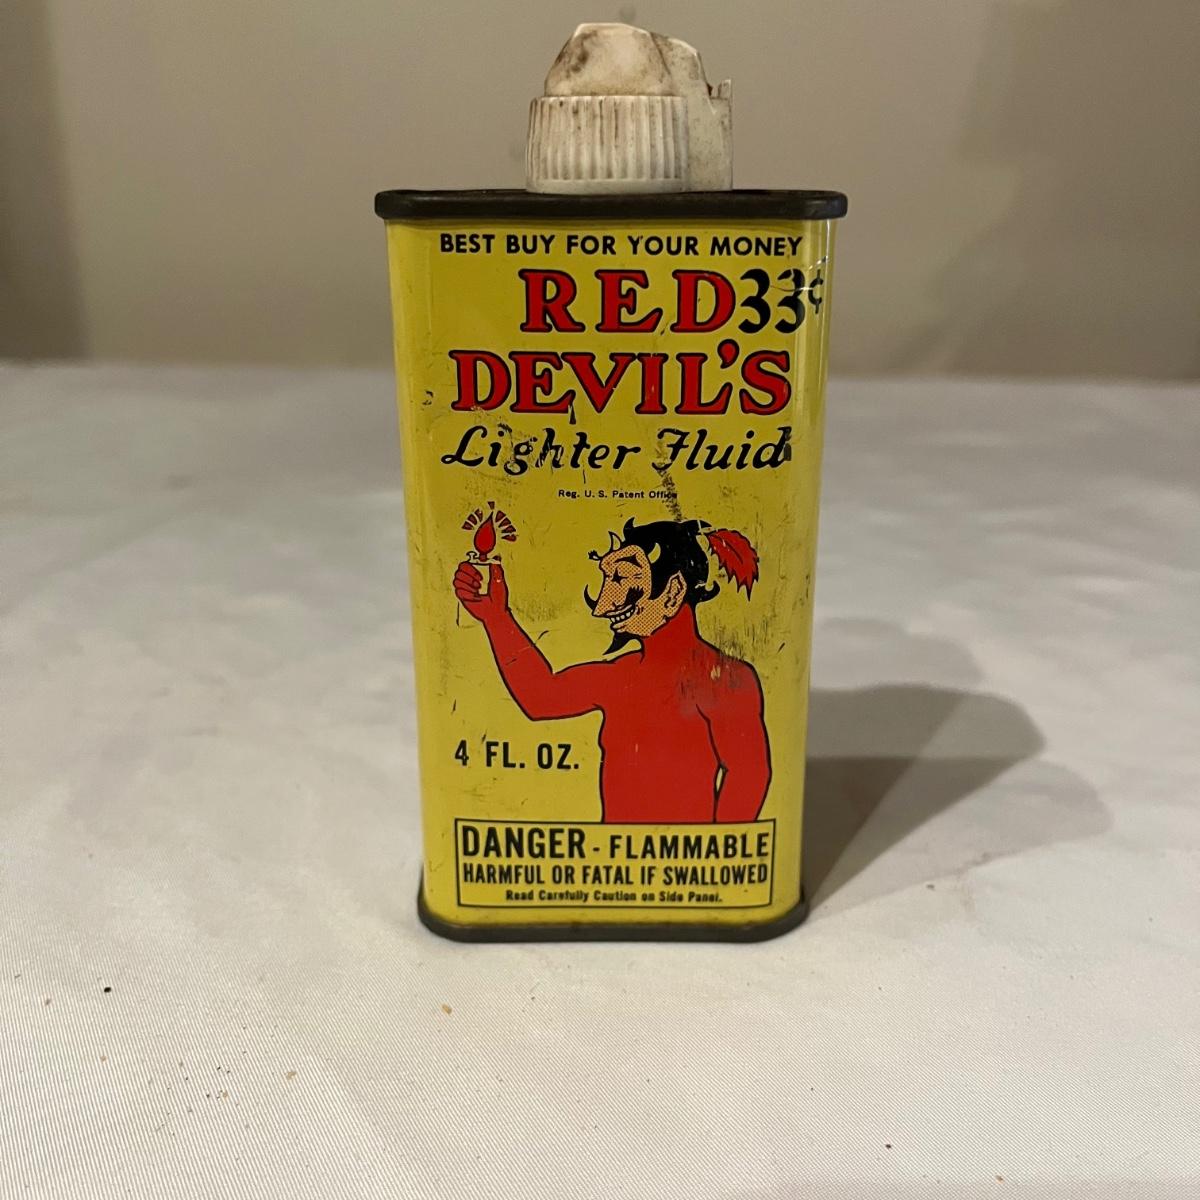 BEST BUY FOR YOUR MONEY
RED 33¢
DEVIL'S
Lighter Fluid
Reg. U. S. Patent Office
4 FL. OZ.
DANGER - FLAMMABLE
HARMFUL OR FATAL IF SWALLOWED
Read Carefully Caution on Side Panel.